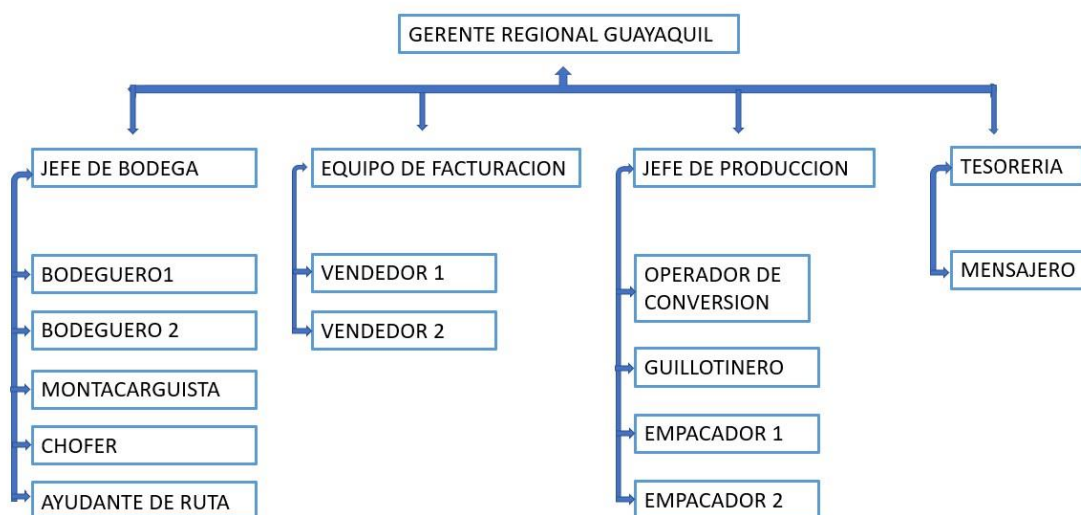 GERENTE REGIONAL GUAYAQUIL
JEFE DE BODEGA
EQUIPO DE FACTURACION
JEFE DE PRODUCCION
TESORERIA
BODEGUERO1
VENDEDOR 1
OPERADOR DE
CONVERSION
MENSAJERO
BODEGUERO 2
VENDEDOR 2
MONTACARGUISTA
GUILLOTINERO
CHOFER
EMPACADOR 1
AYUDANTE DE RUTA
EMPACADOR 2